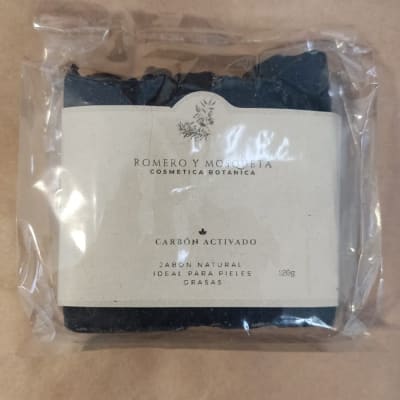 ROMERO Y MOSQUETA
COSMETICA BOTANICA
CARBÓN ACTIVADO
JABON NATURAL
IDEAL PARA PIELES
GRASAS
120g